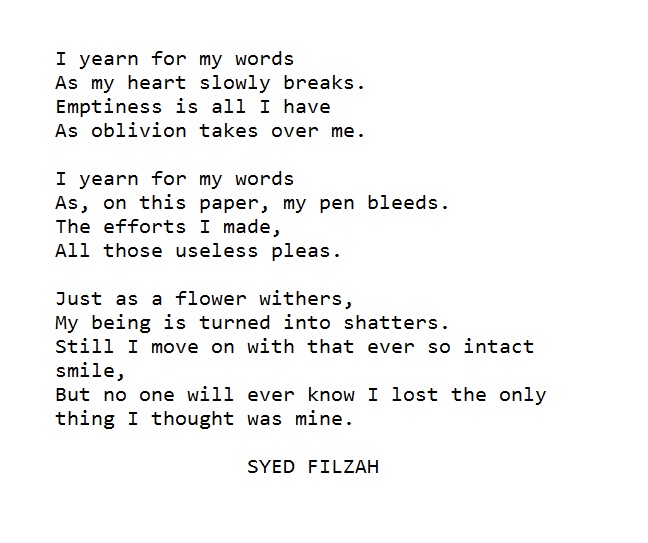 I yearn for my words
As my heart slowly breaks.
Emptiness is all I have
As oblivion takes over me.
I yearn for my words
As, on this paper, my pen bleeds.
The efforts I made,
All those useless pleas.
Just as a flower withers,
My being is turned into shatters.
Still I move on with that ever so intact
smile,
But no one will ever know I lost the only
thing I thought was mine.
SYED FILZAH